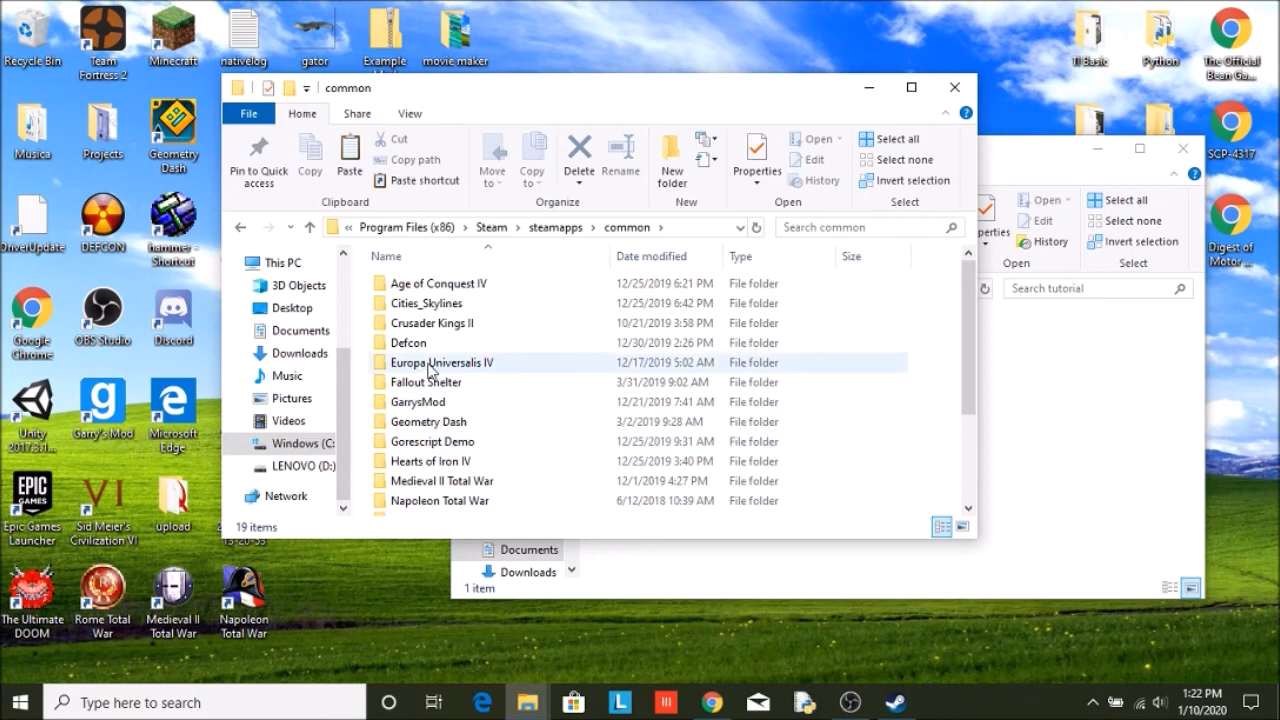 Recycle Bin
Team
Fortress 2
Minecraft
nativelog
gator
Example
movie maker
TI Basic
Python
The Official
Bean Ga...
Musica
Projects
Geometry
Dash
SCP-4317
DriverUpdate
DEFCON
hammer -
Shortcut
Digest of
Motor ...
Google
Chrome
OBS Studio
Discord
Unity
2017.3.1...
Garry's Mod
Microsoft
Edge
Epic Games
Launcher
Sid Meier's
Civilization VI
upload
13-20-53
The Ultimate
DOOM
Rome Total
War
Medieval II
Total War
Napoleon
Total War
common
File
Home
Share
View
Pin to Quick
access
Copy
Paste
Cut
Copy path
Paste shortcut
Clipboard
Move
to
Copy
to
Delete
Rename
Organize
New
folder
New
Properties
Open
Edit
History
Open
Select all
Select none
Invert selection
Select
« Program Files (x86) > Steam > steamapps > common >
Search common
This PC
3D Objects
Desktop
Documents
Downloads
Music
Pictures
Videos
Windows (C:
LENOVO (D:)
Network
Name Date modified Type Size
Age of Conquest IV 12/25/2019 6:21 PM File folder
Cities_Skylines 12/25/2019 6:42 PM File folder
Crusader Kings II 10/21/2019 3:58 PM File folder
Defcon 12/30/2019 2:26 PM File folder
Europa Universalis IV 12/17/2019 5:02 AM File folder
Fallout Shelter 3/31/2019 9:02 AM File folder
GarrysMod 12/21/2019 7:41 AM File folder
Geometry Dash 3/2/2019 9:28 AM File folder
Gorescript Demo 12/25/2019 9:31 AM File folder
Hearts of Iron IV 12/25/2019 3:40 PM File folder
Medieval II Total War 12/1/2019 4:27 PM File folder
Napoleon Total War 6/12/2018 10:39 AM File folder
19 items
perties
Open
Edit
History
Open
Select all
Select none
Invert selection
Select
Search tutorial
Documents
Downloads
1 item
Type here to search
1:22 PM
1/10/2020